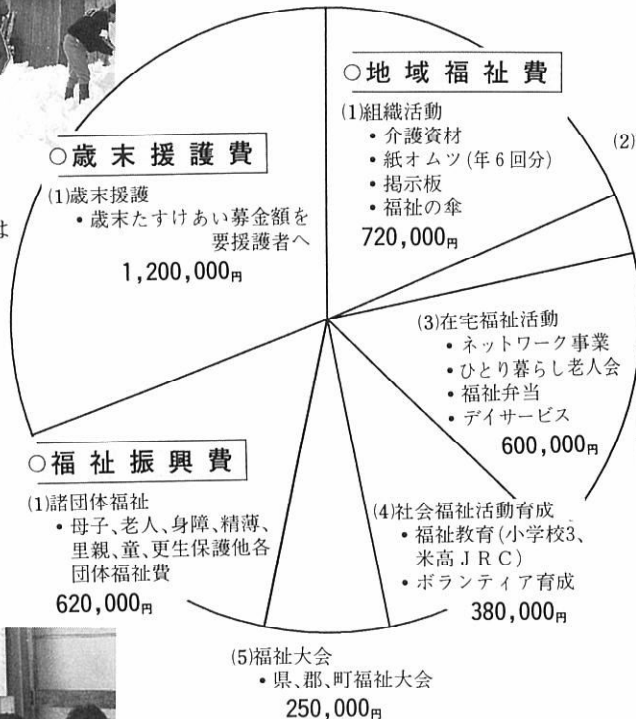 ○地域福祉費
(1)組織活動
・介護資材
・紙オムツ(年6回分)
・掲示板
・福祉の傘
720,000円
(2)
(3)在宅福祉活動
・ネットワーク事業
・ひとり暮らし老人会
・福祉弁当
・デイサービス
600,000円
(4)社会福祉活動育成
・福祉教育(小学校3、
米高JRC)
・ボランティア育成
380,000円
(5)福祉大会
・県、郡、町福祉大会
250,000円
○福祉振興費
(1)諸団体福祉
・母子、老人、身障、精薄、
里親、童、更生保護他各
団体福祉費
620,000円
○歳末援護費
(1)歳末援護
・歳末たすけあい募金額を
要援護者へ
1,200,000円
は